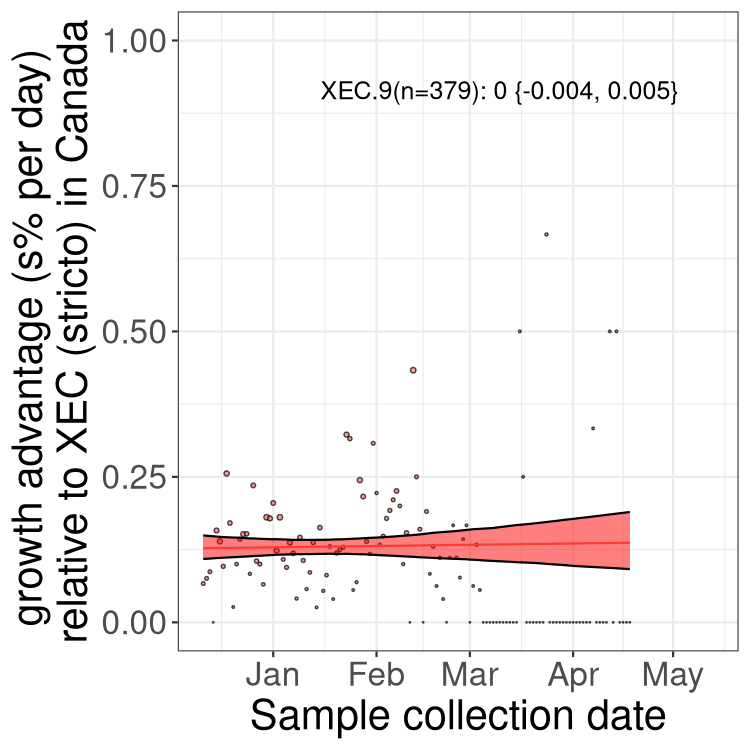 growth advantage (s% per day)
relative to XEC (stricto) in Canada
1.00
0.75
0.50
0.25
0.00
XEC.9(n=379): 0 {-0.004, 0.005}
Jan Feb Mar Apr May
Sample collection date